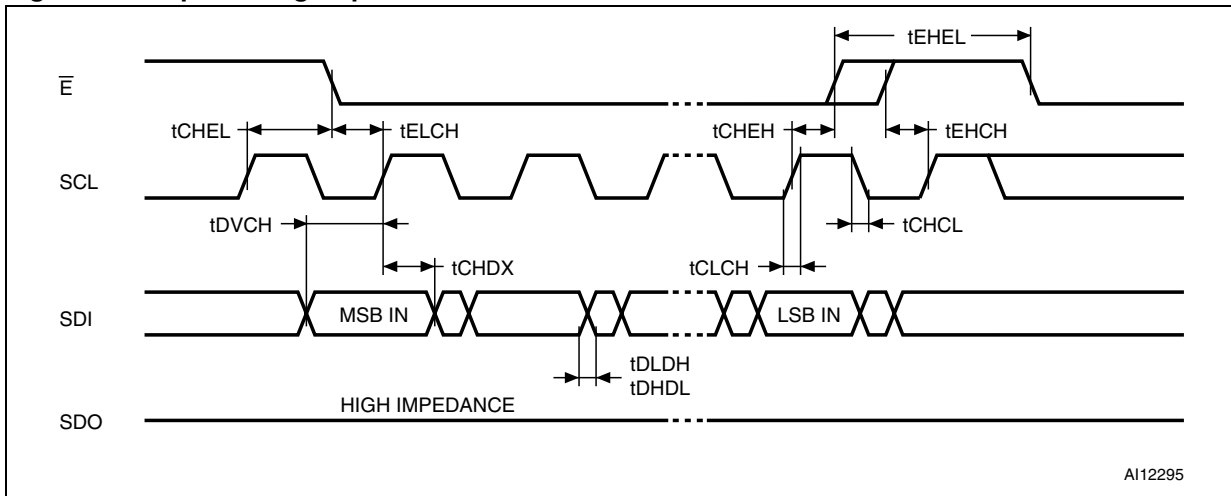 tEHEL
E
tCHEL tELCH tCHEH tEHCH
SCL
tDVCH tCHCL
tCHDX tCLCH
SDI MSB IN LSB IN
tDLDH
tDHDL
HIGH IMPEDANCE
SDO
AI12295